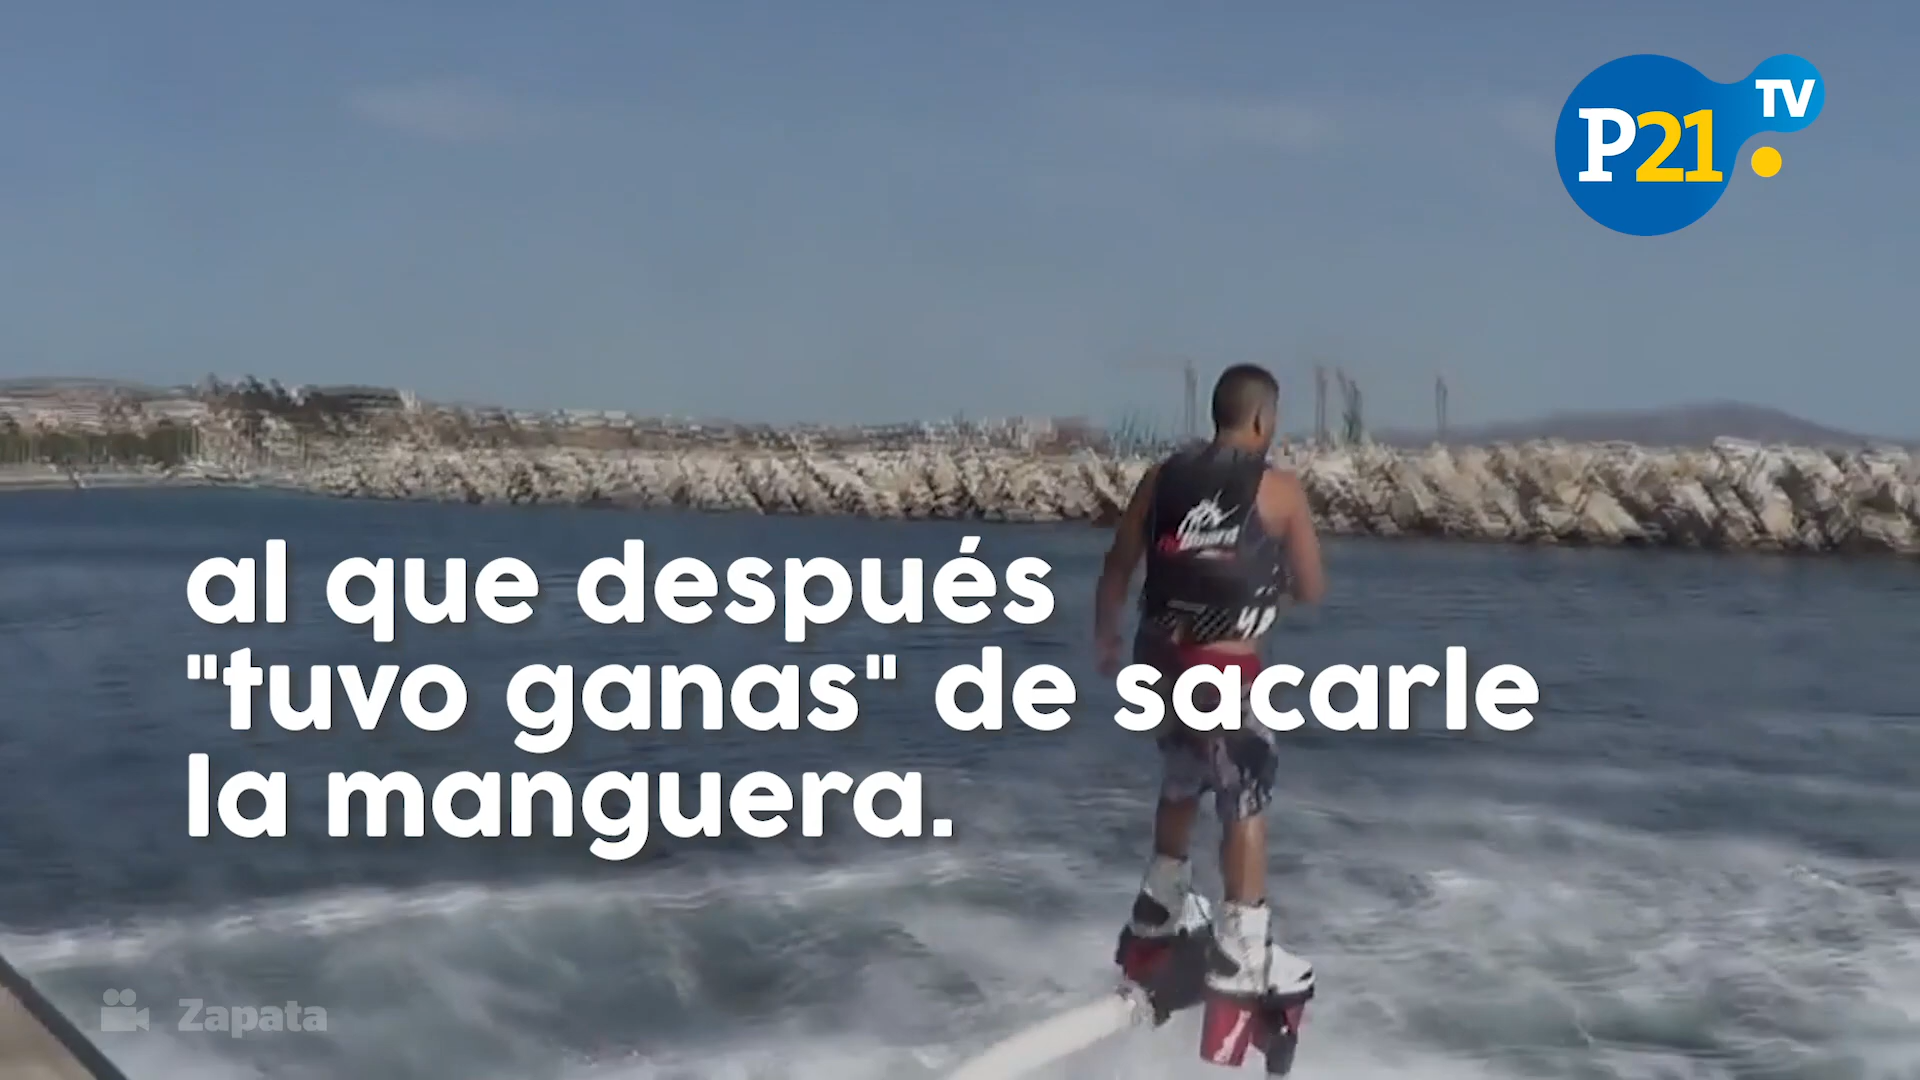 P21
TV
al que después
"tuvo ganas" de sacarle
la manguera.
Zapata